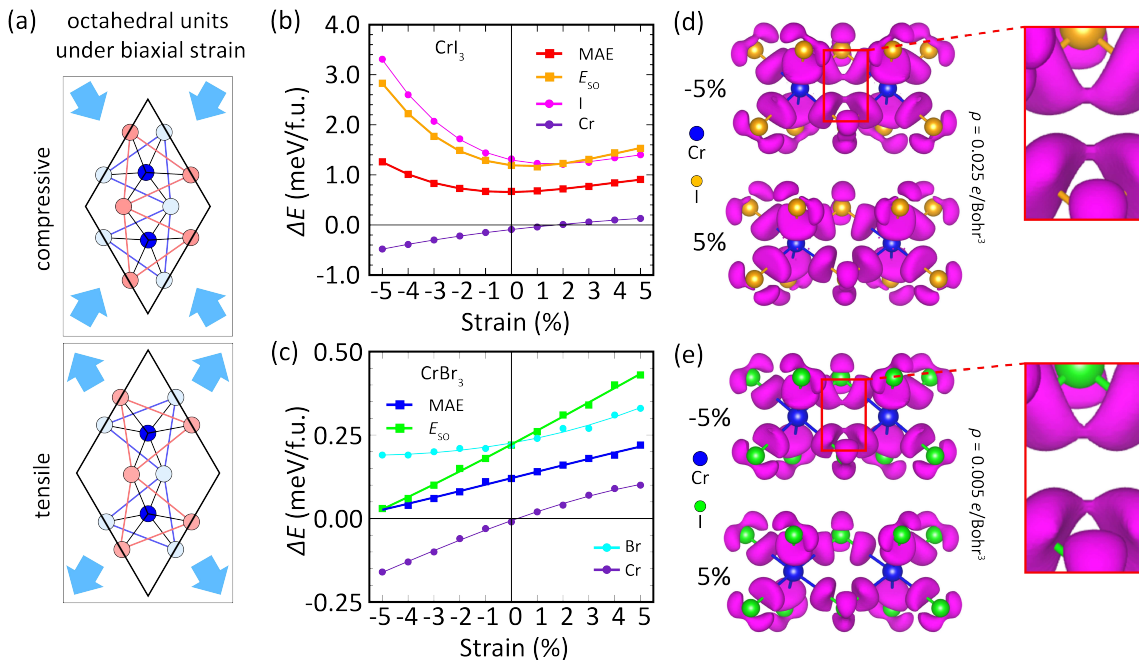 (a)
octahedral units
under biaxial strain
compressive
tensile
(b)
4.0
3.0
2.0
1.0
0.0
-1.0
ΔE (meV/f.u.)
CrI3
MAE
ESO
I
Cr
-5 -4 -3 -2 -1 0 1 2 3 4 5
Strain (%)
(c)
0.50
0.25
0.00
-0.25
ΔE (meV/f.u.)
CrBr3
MAE
ESO
Br
Cr
-5 -4 -3 -2 -1 0 1 2 3 4 5
Strain (%)
(d)
-5%
Cr
I
5%
ρ = 0.025 e/Bohr³
(e)
-5%
Cr
I
5%
ρ = 0.005 e/Bohr³